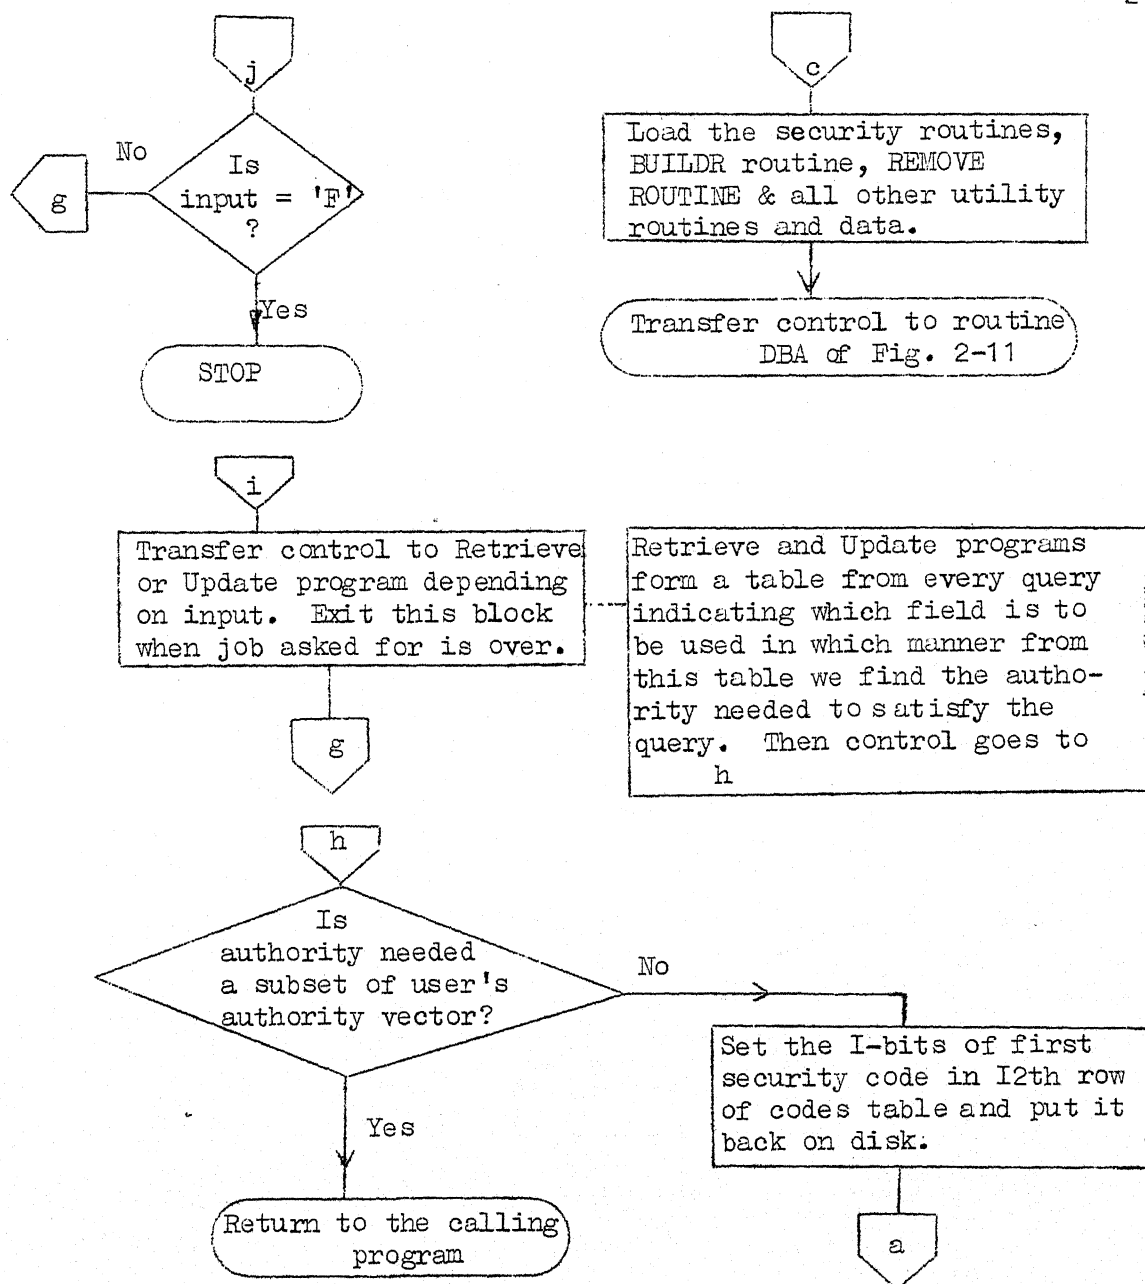 j
No
Is
input = 'F'
?
g
Yes
STOP
c
Load the security routines,
BUILDR routine, REMOVE
ROUTINE & all other utility
routines and data.
Transfer control to routine
DBA of Fig. 2-11
i
Transfer control to Retrieve
or Update program depending
on input. Exit this block
when job asked for is over.
Retrieve and Update programs
form a table from every query
indicating which field is to
be used in which manner from
this table we find the autho-
rity needed to satisfy the
query. Then control goes to
h
g
h
Is
authority needed
a subset of user's
authority vector?
No
Set the I-bits of first
security code in I2th row
of codes table and put it
back on disk.
Yes
Return to the calling
program
a